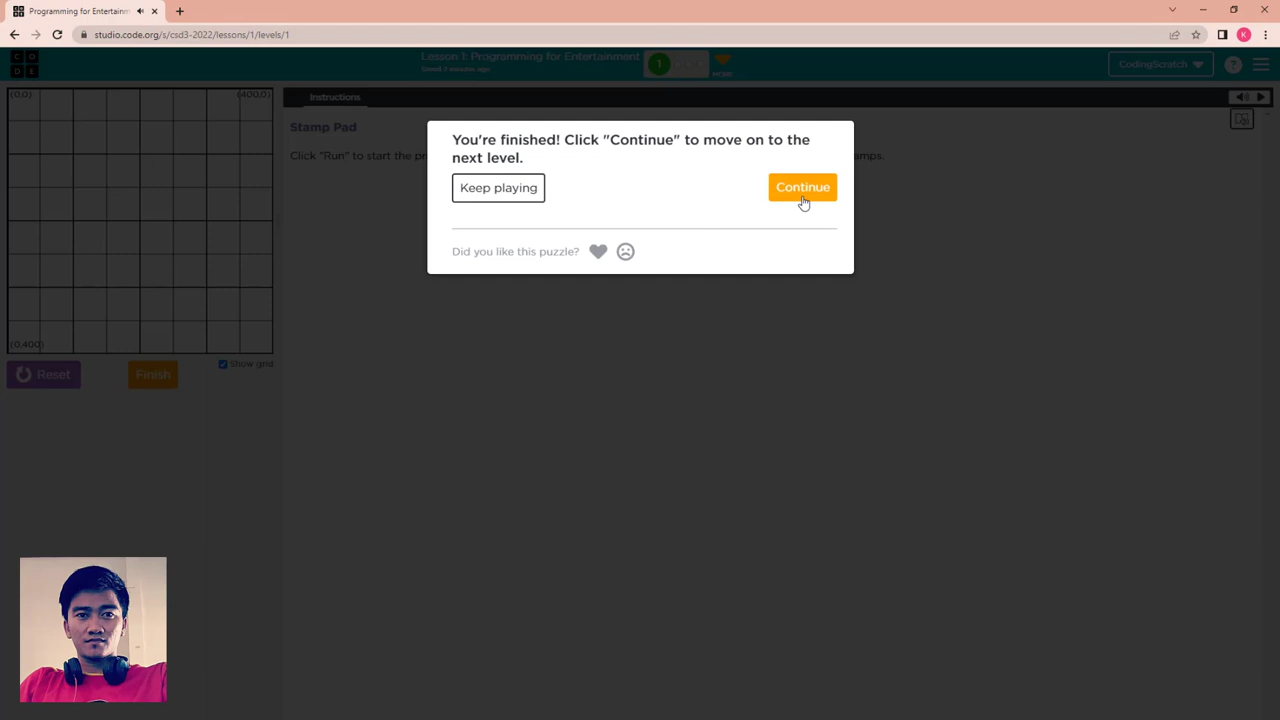 Programming for Entertainm
studio.code.org/s/csd3-2022/lessons/1/levels/1
K
CODE
Lesson 1: Programming for Entertainment
1
MORE
CodingScratch
?
(0,0)
(400,0)
Instructions
Stamp Pad
Click "Run" to start the pr
amps.
You're finished! Click "Continue" to move on to the
next level.
Keep playing
Continue
Did you like this puzzle?
(0,400)
Show grid
Reset
Finish